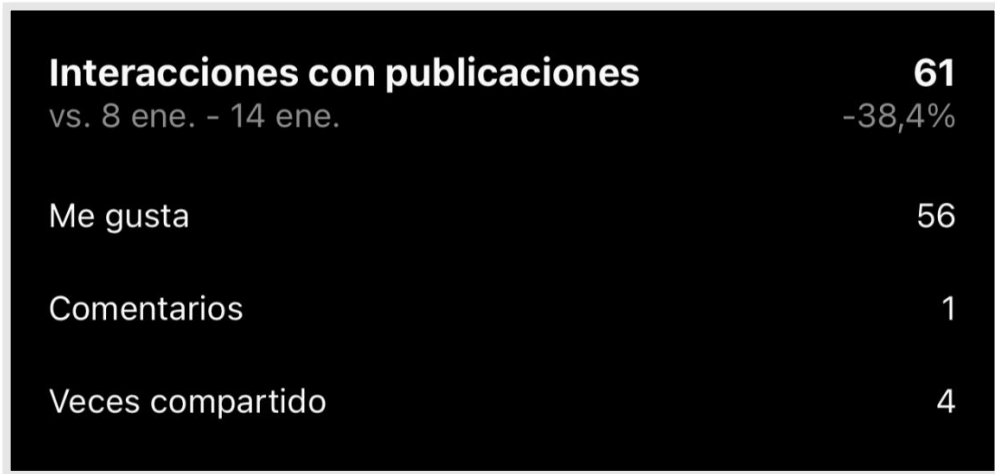 Interacciones con publicaciones 61
vs. 8 ene. - 14 ene. -38,4%
Me gusta 56
Comentarios 1
Veces compartido 4